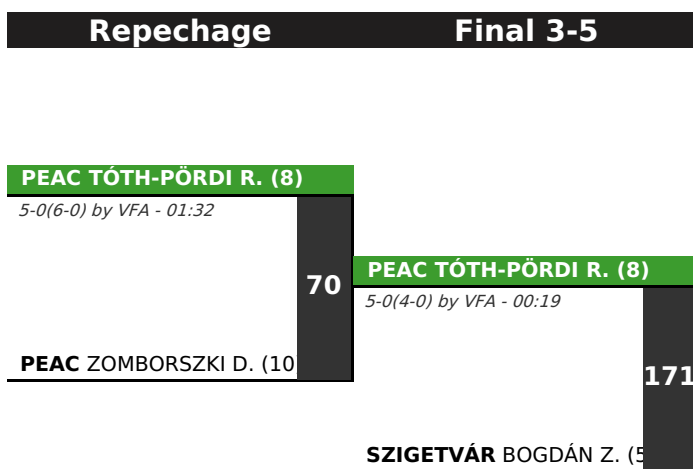 Repechage
Final 3-5
PEAC TÓTH-PÖRDI R. (8)
5-0(6-0) by VFA - 01:32
70
PEAC ZOMBORSZKI D. (10
PEAC TÓTH-PÖRDI R. (8)
5-0(4-0) by VFA - 00:19
171
SZIGETVÁR BOGDÁN Z. (5